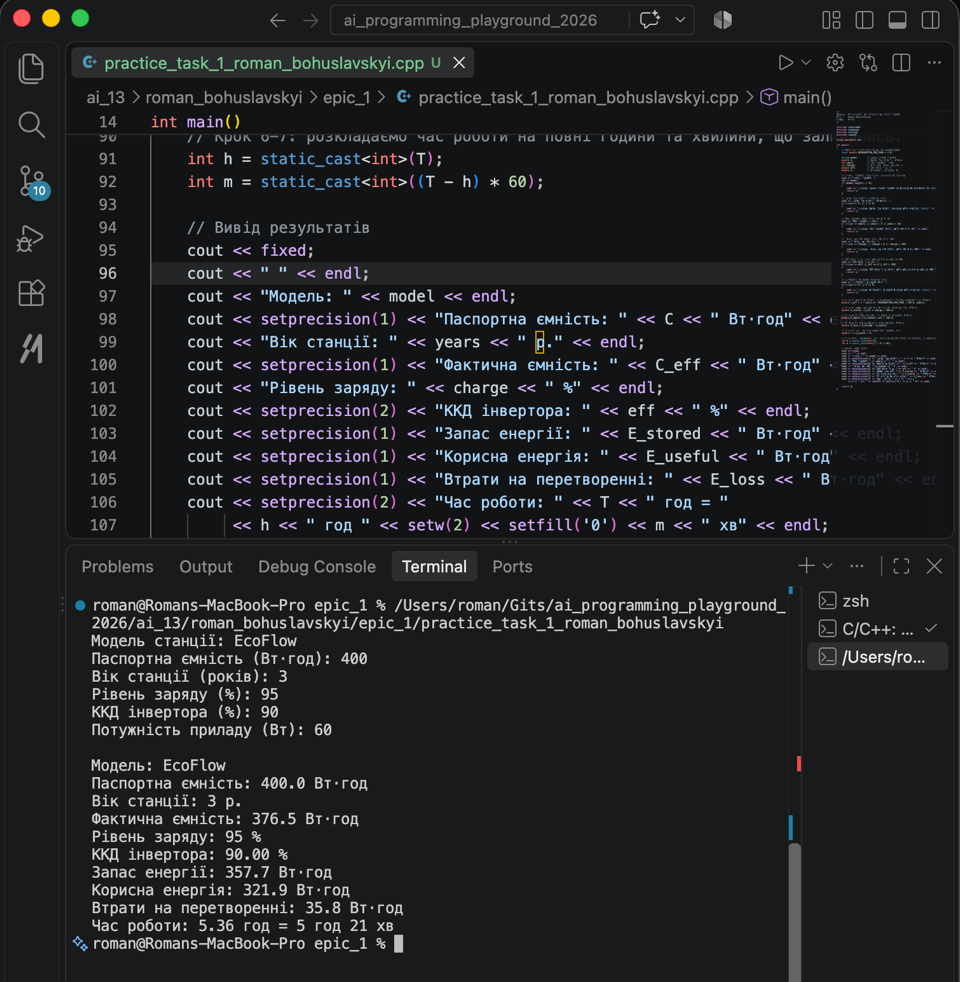 ai_programming_playground_2026
practice_task_1_roman_bohuslavskyi.cpp U
ai_13 > roman_bohuslavskyi > epic_1 > practice_task_1_roman_bohuslavskyi.cpp > main()
14 int main()
90 // Крок 6-7: розкладаємо час роботи на повні години та хвилини, що
91 int h = static_cast<int>(T);
92 int m = static_cast<int>((T - h) * 60);
93
94 // Вивід результатів
95 cout << fixed;
96 cout << " " << endl;
97 cout << "Модель: " << model << endl;
98 cout << setprecision(1) << "Паспортна ємність: " << C << " Вт·год" <<
99 cout << "Вік станції: " << years << " р." << endl;
100 cout << setprecision(1) << "Фактична ємність: " << C_eff << " Вт·год"
101 cout << "Рівень заряду: " << charge << " %" << endl;
102 cout << setprecision(2) << "ККД інвертора: " << eff << " %" << endl;
103 cout << setprecision(1) << "Запас енергії: " << E_stored << " Вт·год" << endl;
104 cout << setprecision(1) << "Корисна енергія: " << E_useful << " Вт·год" << endl;
105 cout << setprecision(1) << "Втрати на перетворенні: " << E_loss << " Вт·год" << en
106 cout << setprecision(2) << "Час роботи: " << T << " год = "
107 << h << " год " << setw(2) << setfill('0') << m << " хв" << endl;
10
Problems Output Debug Console Terminal Ports
roman@Romans-MacBook-Pro epic_1 % /Users/roman/Gits/ai_programming_playground_
2026/ai_13/roman_bohuslavskyi/epic_1/practice_task_1_roman_bohuslavskyi
Модель станції: EcoFlow
Паспортна ємність (Вт·год): 400
Вік станції (років): 3
Рівень заряду (%): 95
ККД інвертора (%): 90
Потужність приладу (Вт): 60
Модель: EcoFlow
Паспортна ємність: 400.0 Вт·год
Вік станції: 3 р.
Фактична ємність: 376.5 Вт·год
Рівень заряду: 95 %
ККД інвертора: 90.00 %
Запас енергії: 357.7 Вт·год
Корисна енергія: 321.9 Вт·год
Втрати на перетворенні: 35.8 Вт·год
Час роботи: 5.36 год = 5 год 21 хв
roman@Romans-MacBook-Pro epic_1 %
zsh
C/C++: ...
/Users/ro...